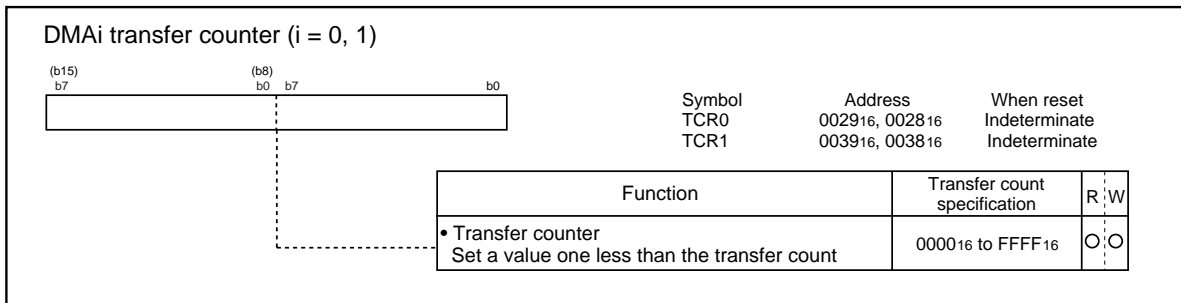 DMAi transfer counter (i = 0, 1)
(b15) (b8)
b7 b0 b7 b0
Symbol Address When reset
TCR0 002916, 002816 Indeterminate
TCR1 003916, 003816 Indeterminate
Function Transfer count specification R W
• Transfer counter
Set a value one less than the transfer count
000016 to FFFF16 O O